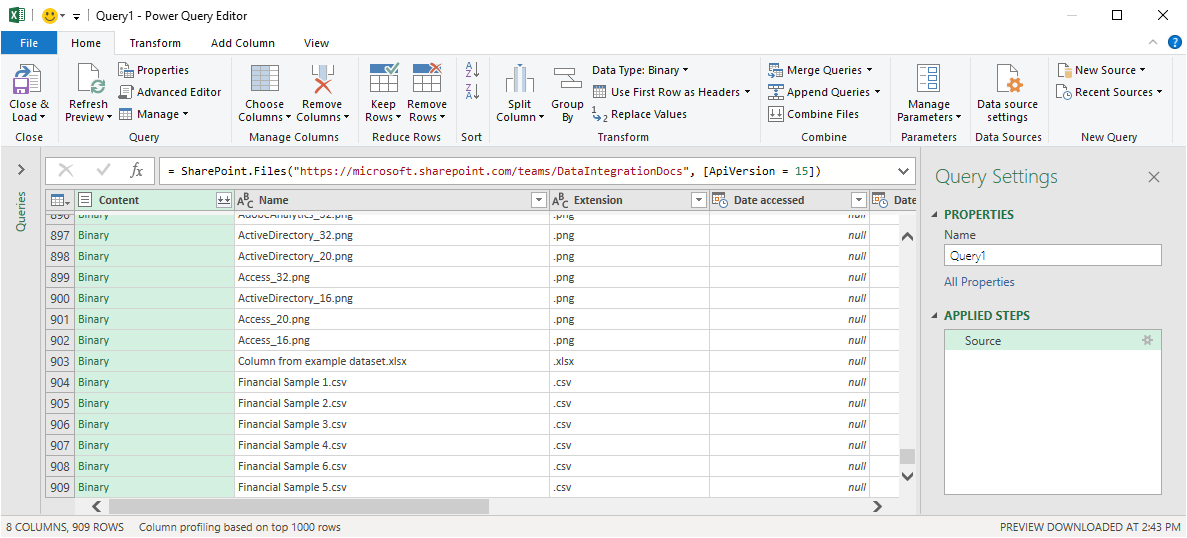 Query1 - Power Query Editor
File Home Transform Add Column View
Close & Load
Close
Refresh Preview
Properties
Advanced Editor
Manage
Query
Choose Columns
Remove Columns
Manage Columns
Keep Rows
Remove Rows
Reduce Rows
Sort
Split Column
Group By
Data Type: Binary
Use First Row as Headers
Replace Values
Transform
Merge Queries
Append Queries
Combine Files
Combine
Manage Parameters
Parameters
Data source settings
Data Sources
New Source
Recent Sources
New Query
Queries
fx = SharePoint.Files("https://microsoft.sharepoint.com/teams/DataIntegrationDocs", [ApiVersion = 15])
Content ABC Name ABC Extension Date accessed Date
896 Binary AdobeAnalytics_32.png .png null
897 Binary ActiveDirectory_32.png .png null
898 Binary ActiveDirectory_20.png .png null
899 Binary Access_32.png .png null
900 Binary ActiveDirectory_16.png .png null
901 Binary Access_20.png .png null
902 Binary Access_16.png .png null
903 Binary Column from example dataset.xlsx .xlsx null
904 Binary Financial Sample 1.csv .csv null
905 Binary Financial Sample 2.csv .csv null
906 Binary Financial Sample 3.csv .csv null
907 Binary Financial Sample 4.csv .csv null
908 Binary Financial Sample 6.csv .csv null
909 Binary Financial Sample 5.csv .csv null
Query Settings
PROPERTIES
Name
Query1
All Properties
APPLIED STEPS
Source
8 COLUMNS, 909 ROWS Column profiling based on top 1000 rows PREVIEW DOWNLOADED AT 2:43 PM